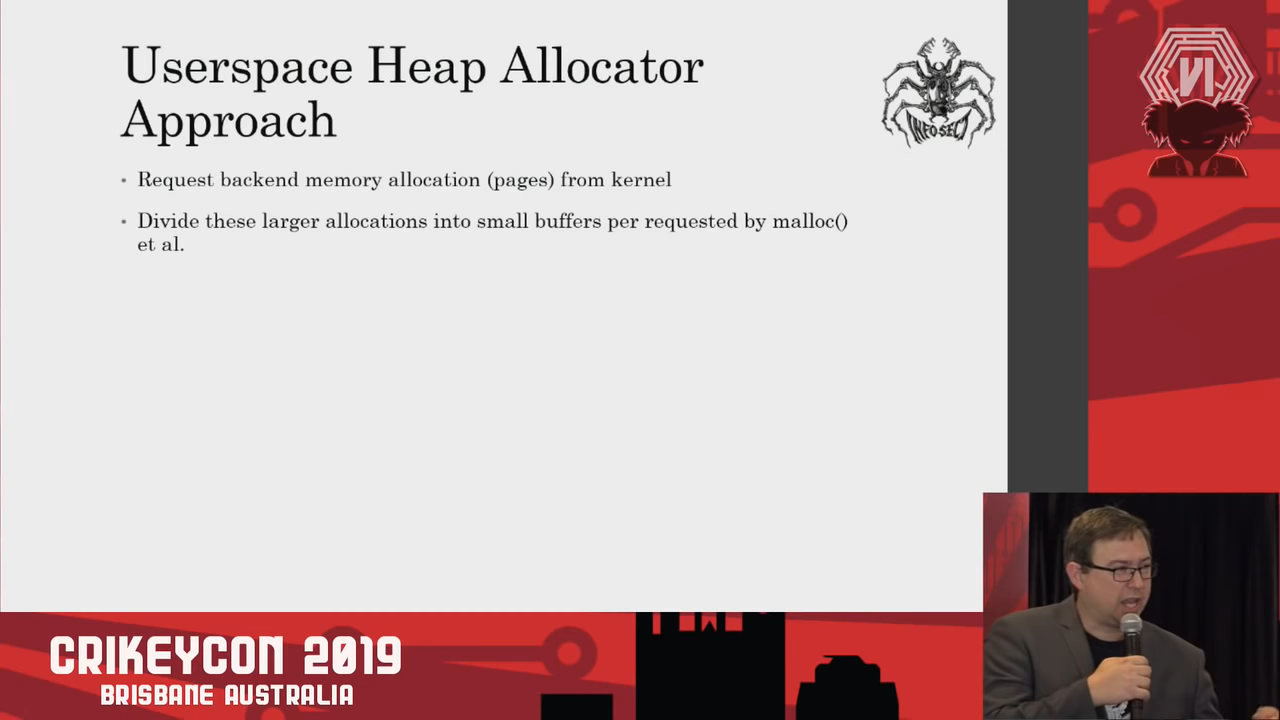 Userspace Heap Allocator
Approach
Request backend memory allocation (pages) from kernel
Divide these larger allocations into small buffers per requested by malloc()
et al.
INFOSECT
VI
CRIKEYCON 2019
BRISBANE AUSTRALIA